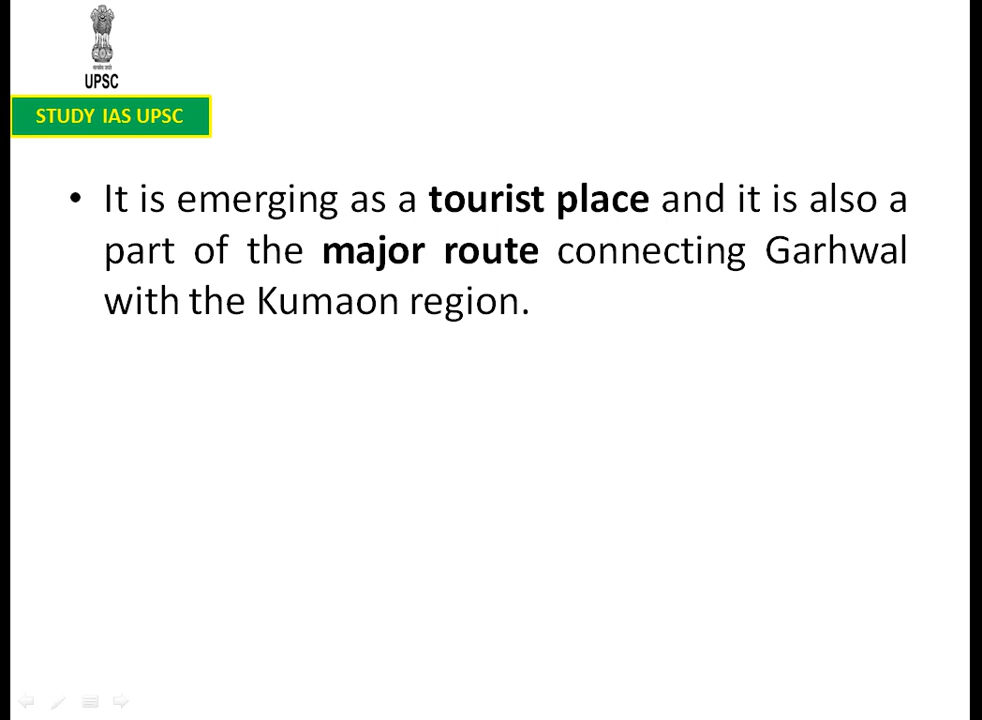 UPSC
STUDY IAS UPSC
• It is emerging as a tourist place and it is also a
part of the major route connecting Garhwal
with the Kumaon region.